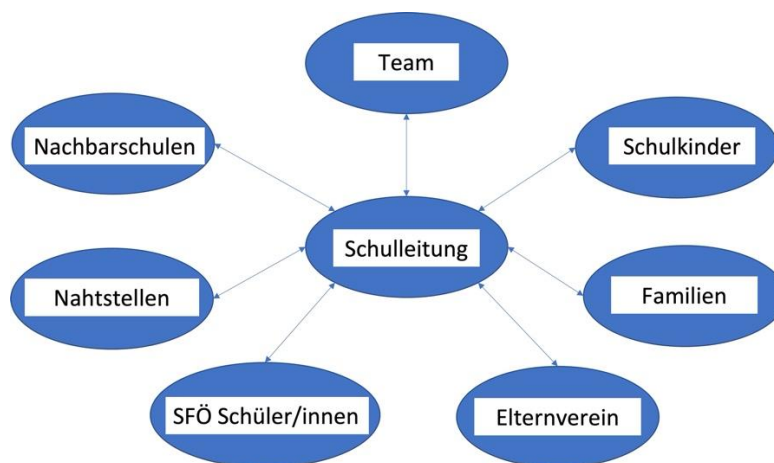 Team
Nachbarschulen
Schulkinder
Schulleitung
Nahtstellen
Familien
SFÖ Schüler/innen
Elternverein